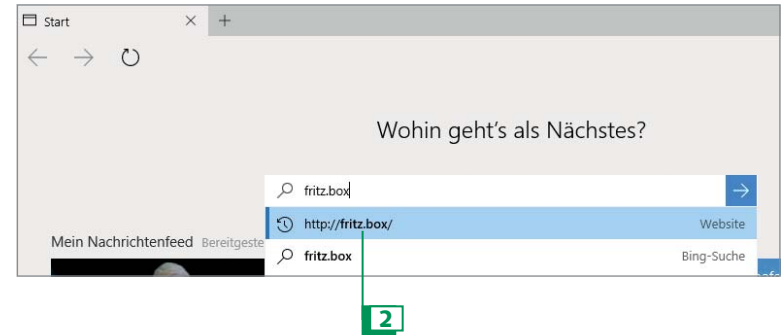 Start
Wohin geht's als Nächstes?
fritz.box
http://fritz.box/ Website
fritz.box Bing-Suche
Mein Nachrichtenfeed
2